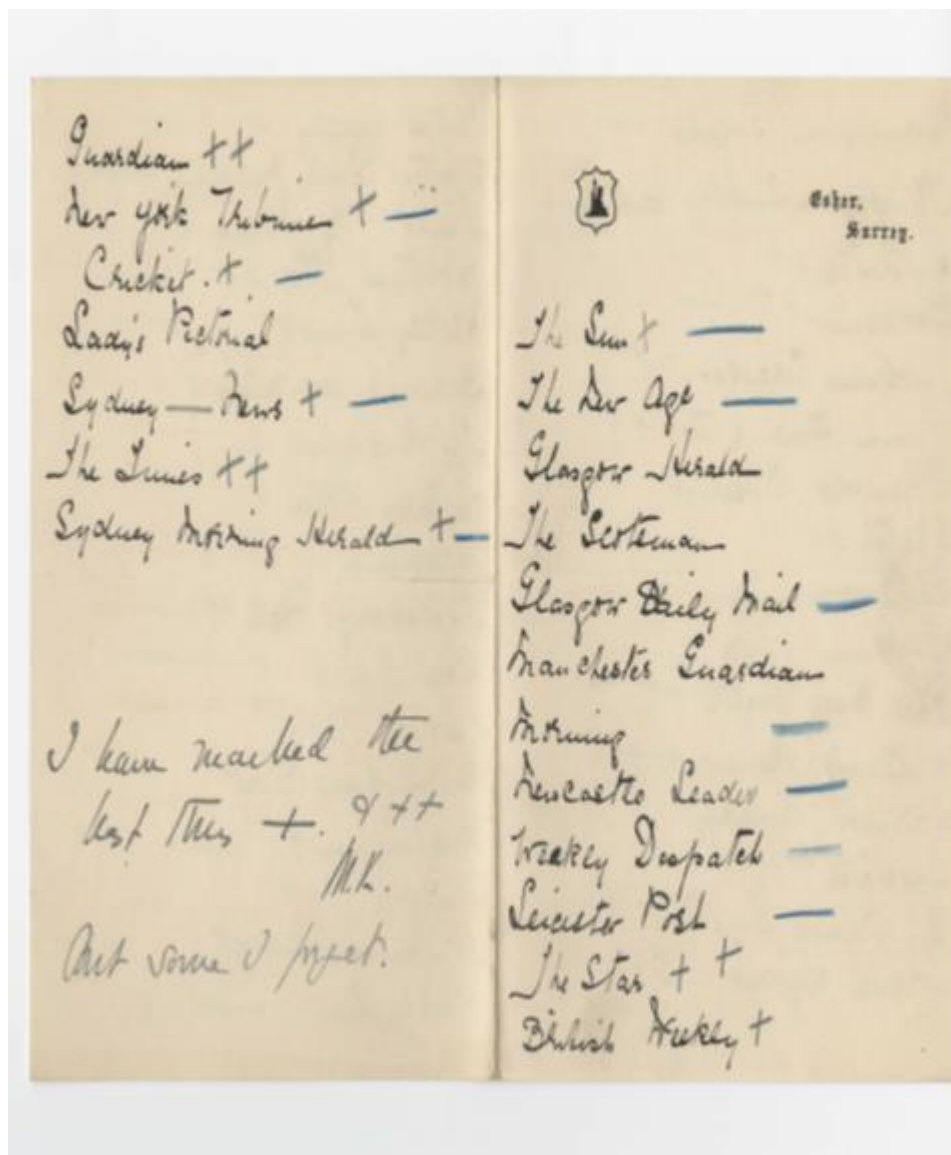 Guardian ++
New York Tribune + —
Cricket. + —
Lady's Pictorial
Sydney — News + —
The Times ++
Sydney Morning Herald + —
I have marked the
best thus +. & ++
M.K.
But some I forget.
Esher,
Surrey.
The Sun + —
The New Age —
Glasgow Herald
The Scotsman
Glasgow Daily Mail —
Manchester Guardian
Morning —
Newcastle Leader —
Weekly Dispatch —
Leicester Post —
The Star + +
British Weekly +